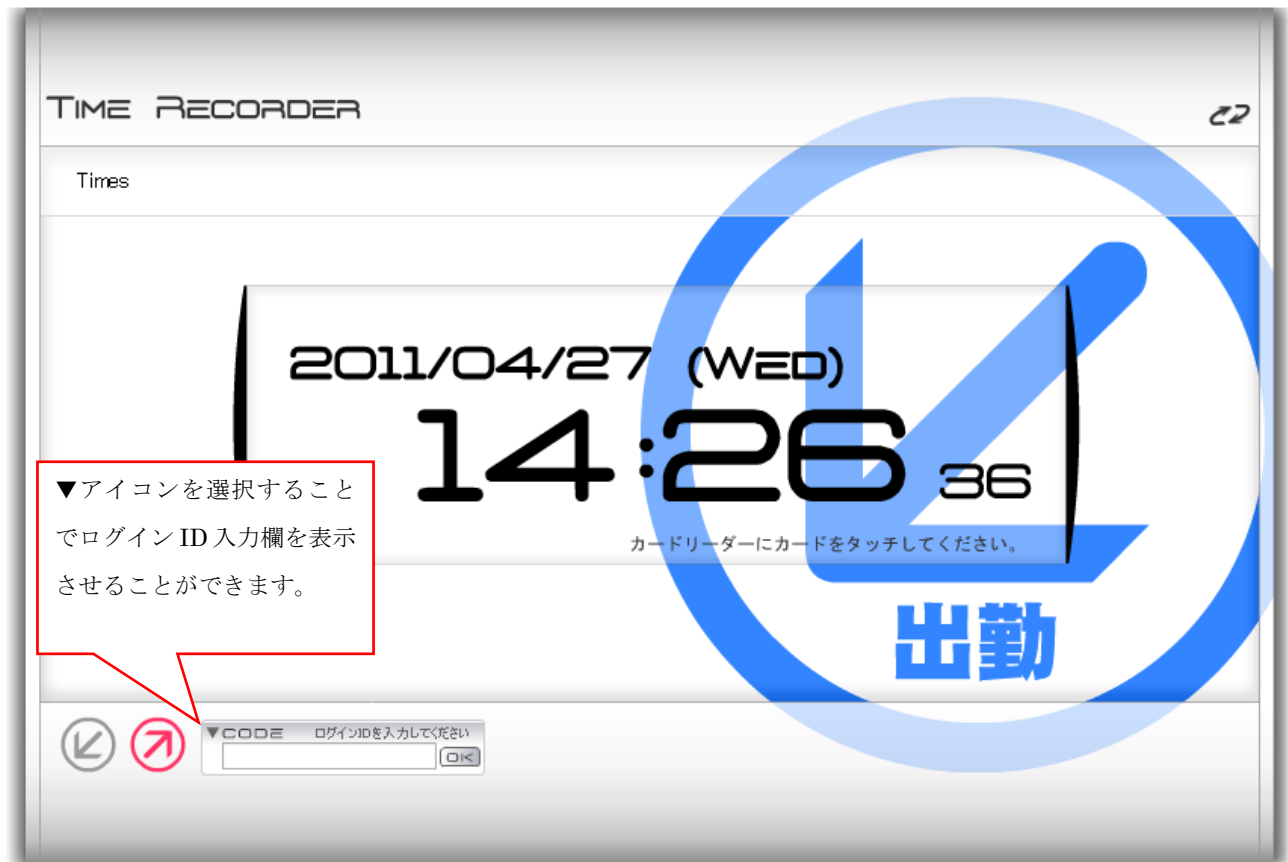 TIME RECORDER
Times
2011/04/27 (WED)
14:26 36
カードリーダーにカードをタッチしてください。
出勤
▼アイコンを選択すること
でログイン ID 入力欄を表示
させることができます。
▼CODE ログインIDを入力してください
OK